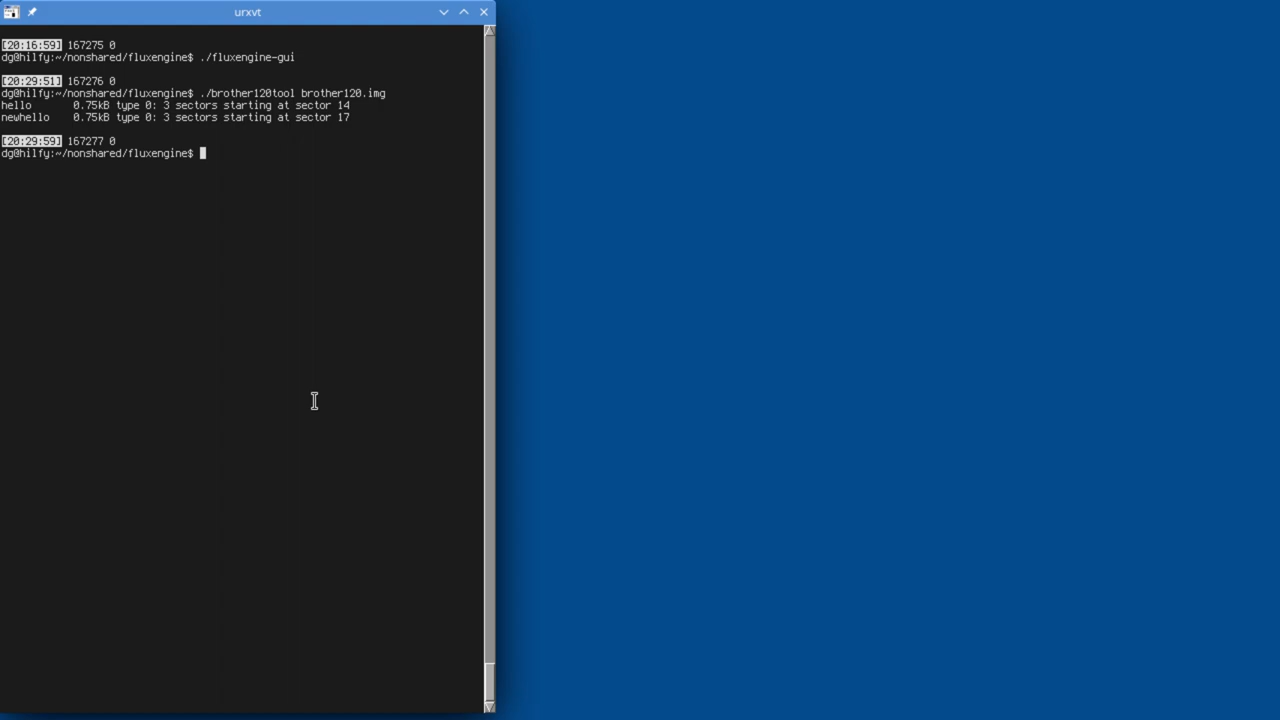 urxvt
[20:16:59] 167275 0
dg@hilfy:~/nonshared/fluxengine$ ./fluxengine-gui
[20:29:51] 167276 0
dg@hilfy:~/nonshared/fluxengine$ ./brother120tool brother120.img
hello 0.75kB type 0: 3 sectors starting at sector 14
newhello 0.75kB type 0: 3 sectors starting at sector 17
[20:29:59] 167277 0
dg@hilfy:~/nonshared/fluxengine$